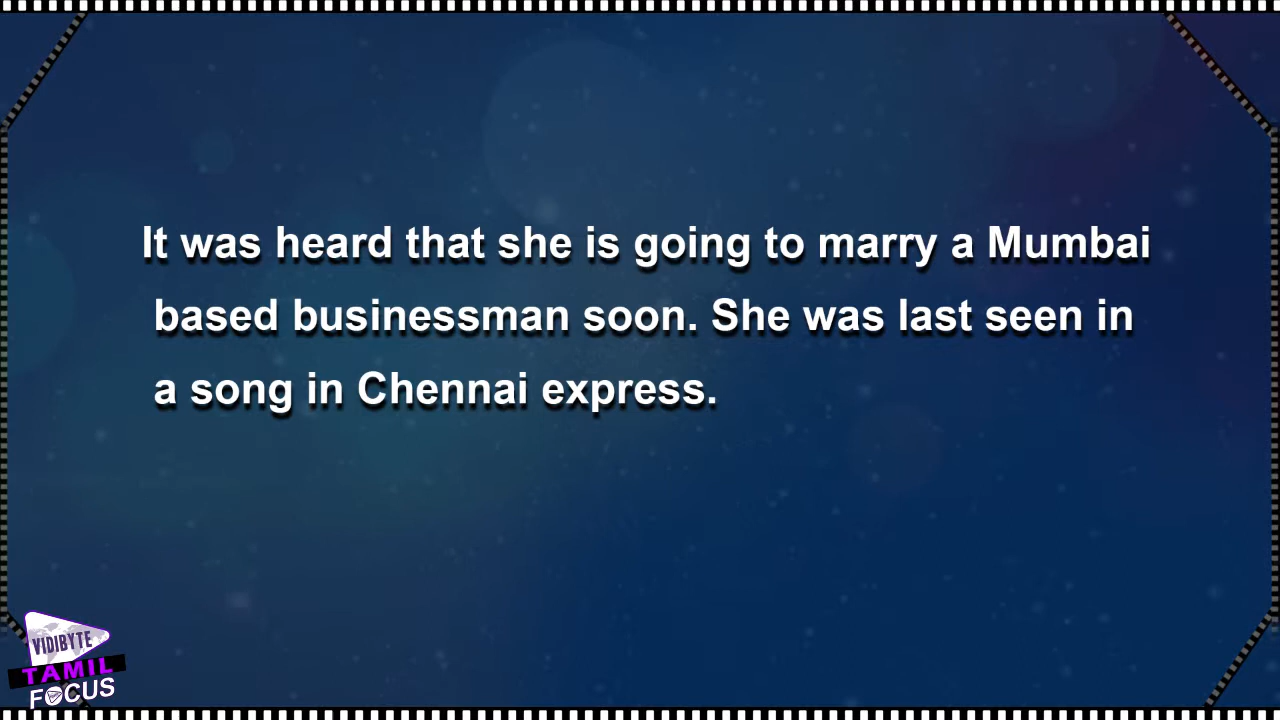 It was heard that she is going to marry a Mumbai
based businessman soon. She was last seen in
a song in Chennai express.
VIDIBYTE
TAMIL
FOCUS